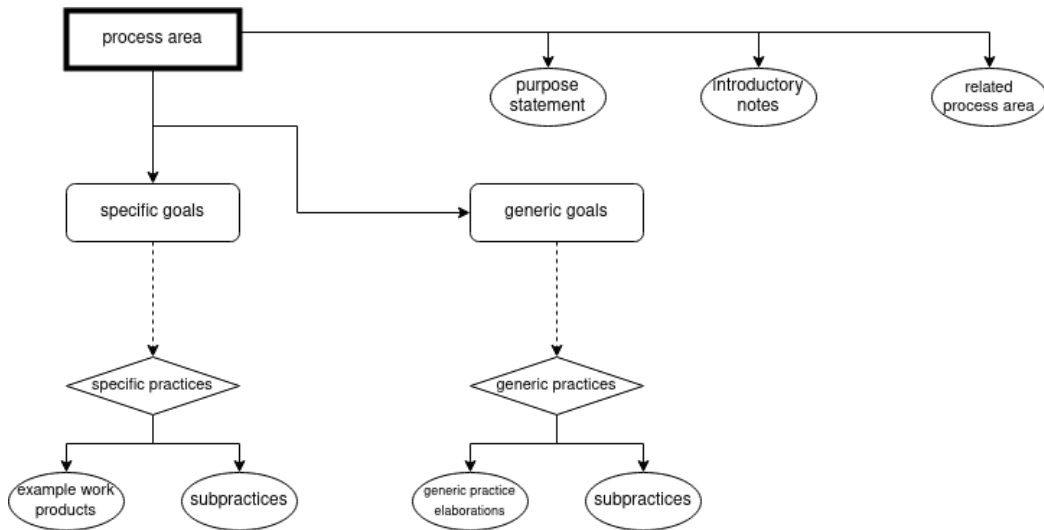 process area
purpose
statement
introductory
notes
related
process area
specific goals
generic goals
specific practices
generic practices
example work
products
subpractices
generic practice
elaborations
subpractices